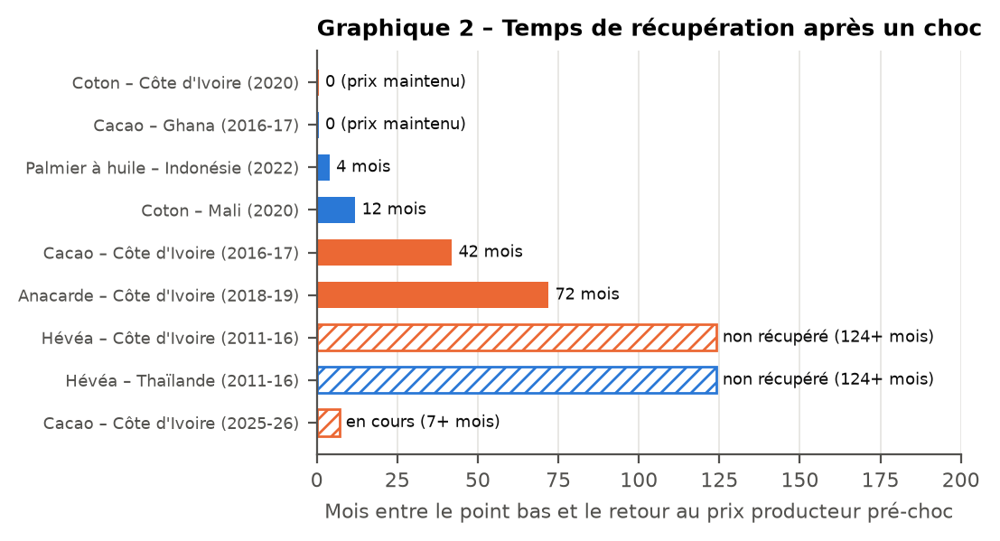 Graphique 2 – Temps de récupération après un choc
Coton – Côte d'Ivoire (2020) 0 (prix maintenu)
Cacao – Ghana (2016-17) 0 (prix maintenu)
Palmier à huile – Indonésie (2022) 4 mois
Coton – Mali (2020) 12 mois
Cacao – Côte d'Ivoire (2016-17) 42 mois
Anacarde – Côte d'Ivoire (2018-19) 72 mois
Hévéa – Côte d'Ivoire (2011-16) non récupéré (124+ mois)
Hévéa – Thaïlande (2011-16) non récupéré (124+ mois)
Cacao – Côte d'Ivoire (2025-26) en cours (7+ mois)
0 25 50 75 100 125 150 175 200
Mois entre le point bas et le retour au prix producteur pré-choc